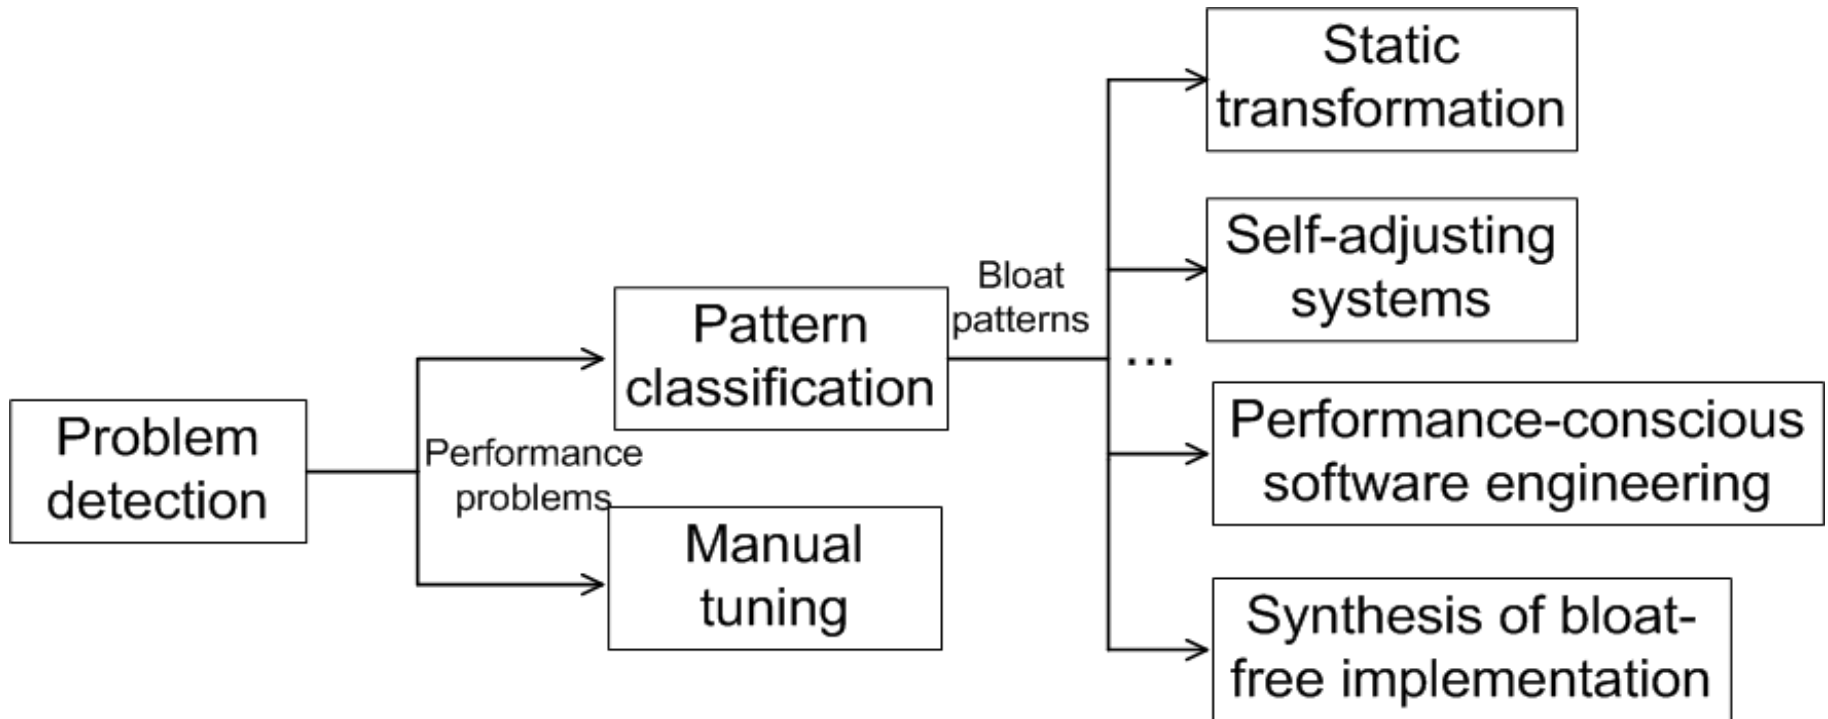 Problem
detection
Performance
problems
Pattern
classification
Manual
tuning
Bloat
patterns
...
Static
transformation
Self-adjusting
systems
Performance-conscious
software engineering
Synthesis of bloat-
free implementation